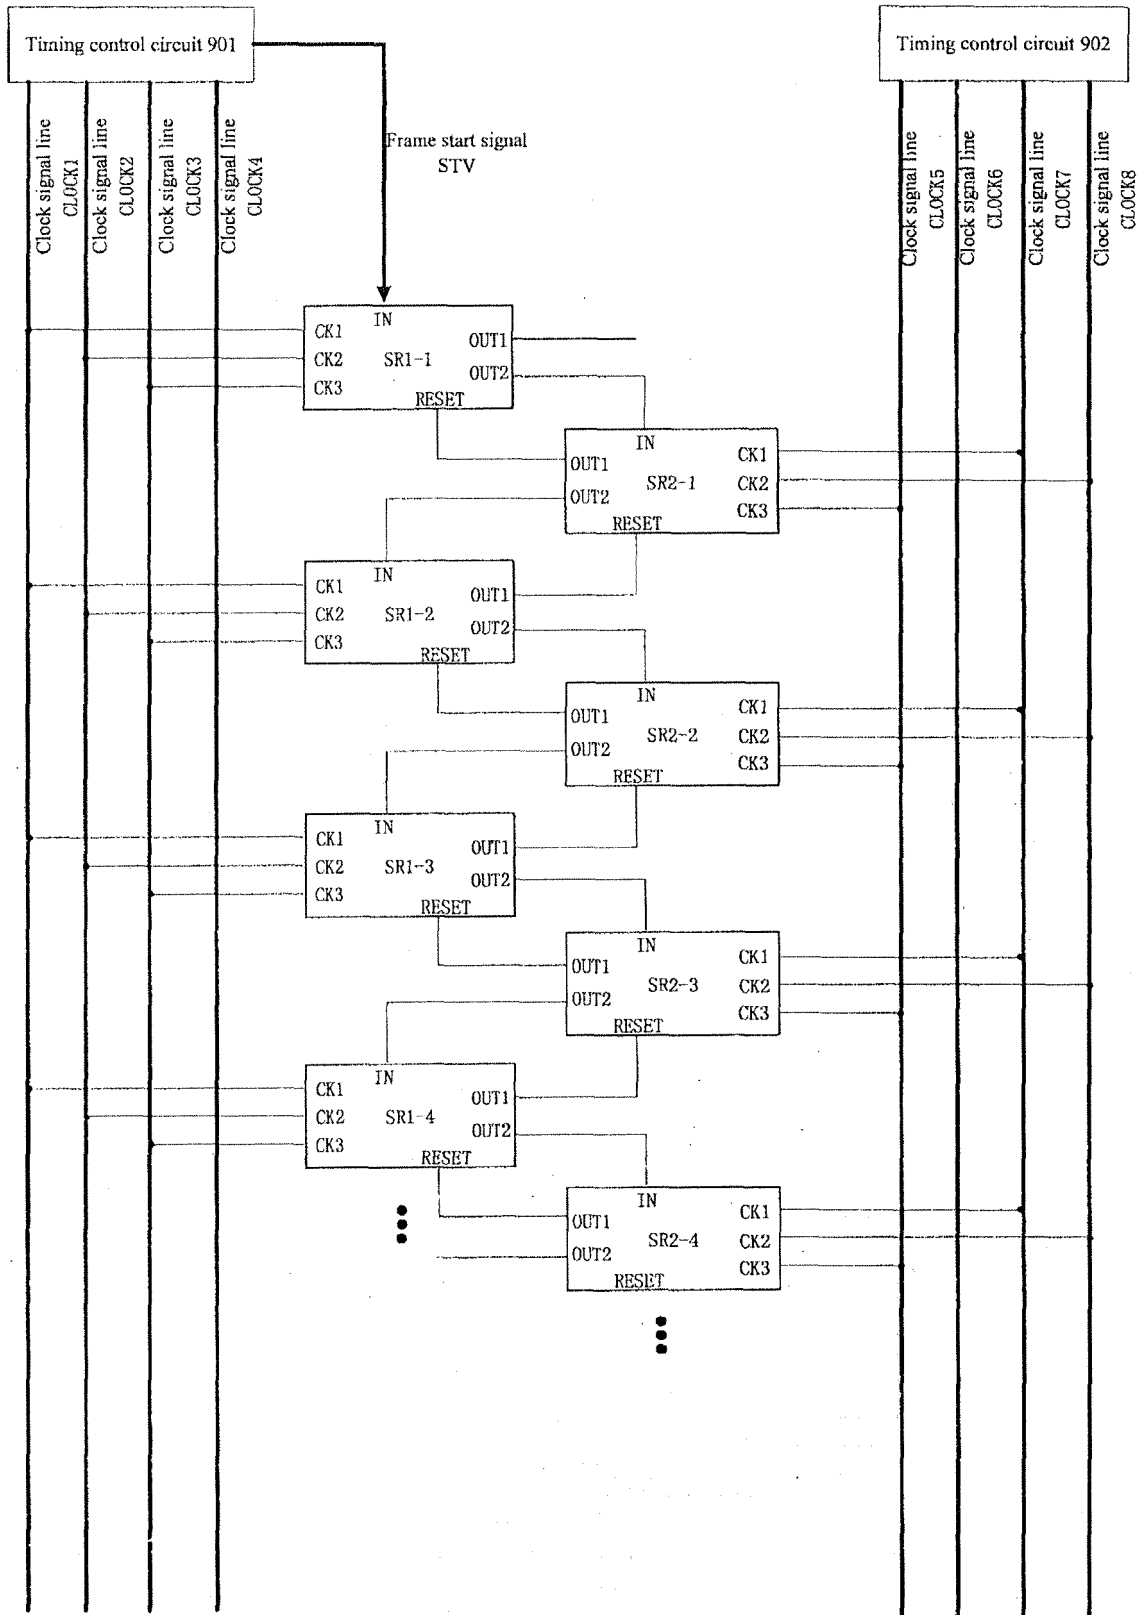 Timing control circuit 901
Timing control circuit 902
Frame start signal
STV
Clock signal line
CLOCK1
Clock signal line
CLOCK2
Clock signal line
CLOCK3
Clock signal line
CLOCK4
Clock signal line
CLOCK5
Clock signal line
CLOCK6
Clock signal line
CLOCK7
Clock signal line
CLOCK8
IN
CK1
OUT1
CK2
SR1-1
OUT2
CK3
RESET
IN
CK1
OUT1
SR2-1
CK2
OUT2
CK3
RESET
IN
CK1
OUT1
CK2
SR1-2
OUT2
CK3
RESET
IN
CK1
OUT1
SR2-2
CK2
OUT2
CK3
RESET
IN
CK1
OUT1
CK2
SR1-3
OUT2
CK3
RESET
IN
CK1
OUT1
SR2-3
CK2
OUT2
CK3
RESET
IN
CK1
OUT1
CK2
SR1-4
OUT2
CK3
RESET
IN
CK1
OUT1
SR2-4
CK2
OUT2
CK3
RESET